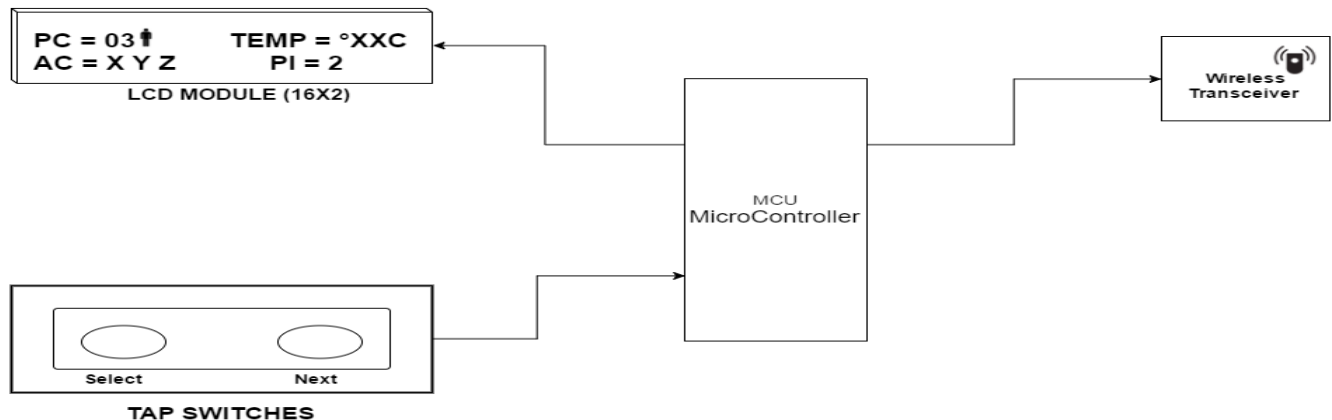 PC = 03 TEMP = °XXC
AC = X Y Z PI = 2
LCD MODULE (16X2)
Wireless
Transceiver
MCU
MicroController
Select Next
TAP SWITCHES